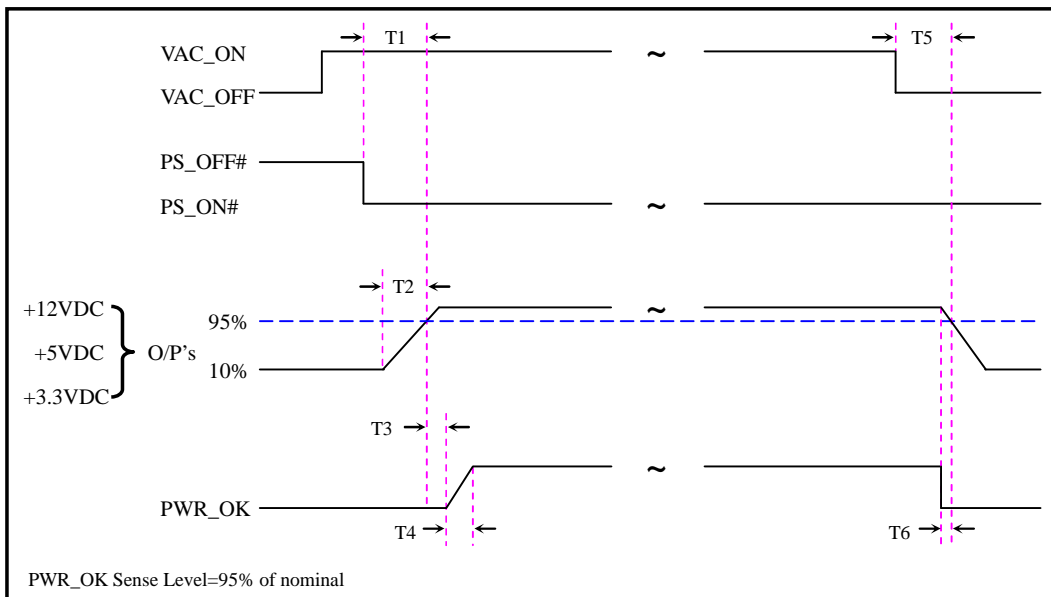 T1
T5
VAC_ON
~
VAC_OFF
PS_OFF#
PS_ON#
~
T2
+12VDC
95%
~
+5VDC
O/P's
10%
+3.3VDC
T3
~
PWR_OK
T4
T6
PWR_OK Sense Level=95% of nominal